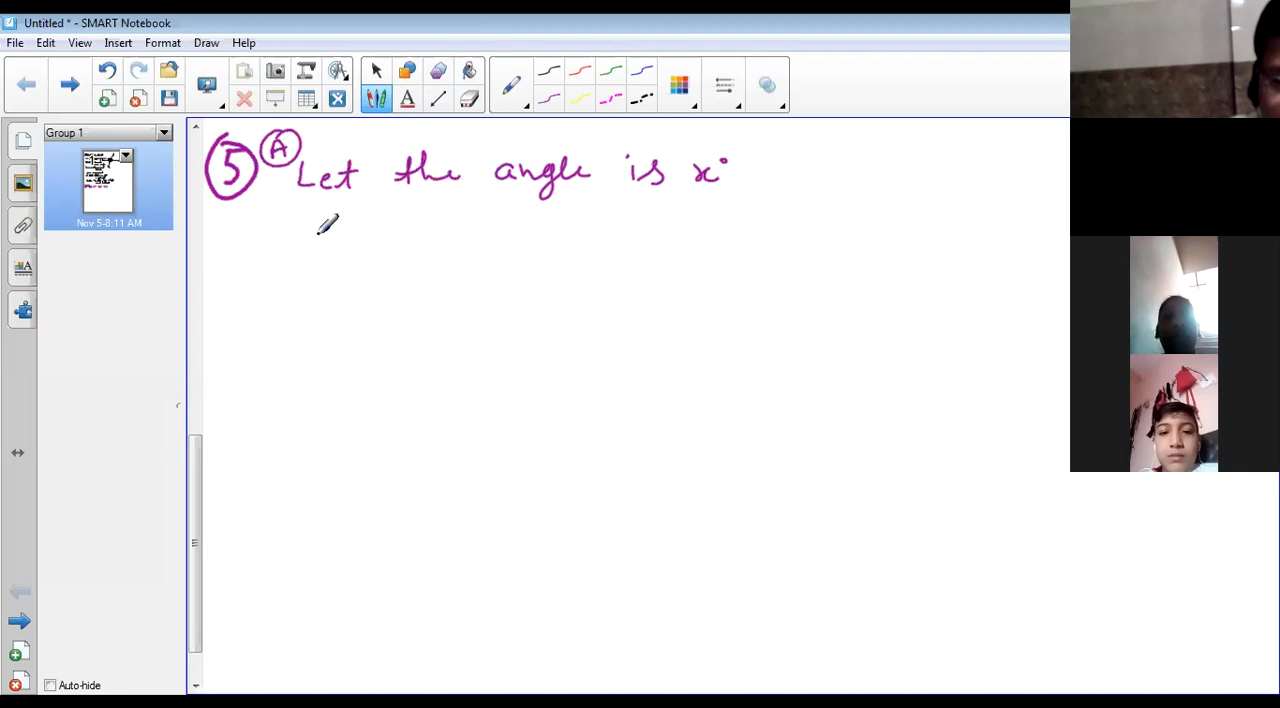 Untitled * - SMART Notebook
File Edit View Insert Format Draw Help
Group 1
Nov 5-8:11 AM
5 A Let the angle is x°
Auto-hide